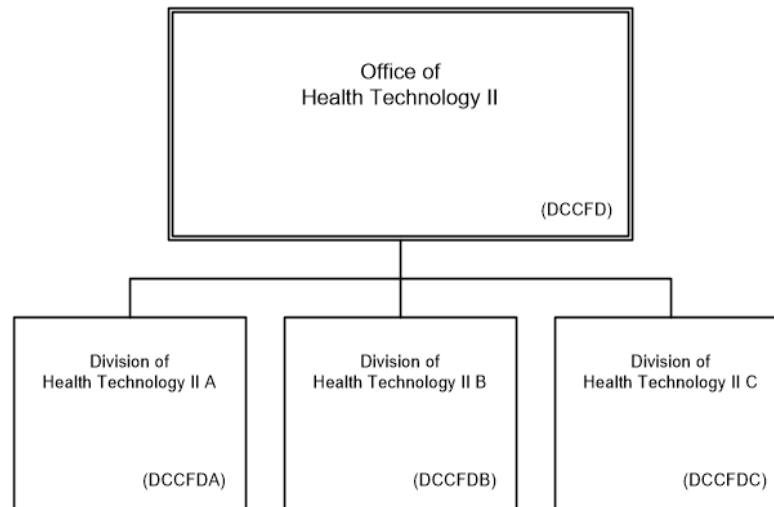 Office of
Health Technology II
(DCCFD)
Division of
Health Technology II A
(DCCFDA)
Division of
Health Technology II B
(DCCFDB)
Division of
Health Technology II C
(DCCFDC)